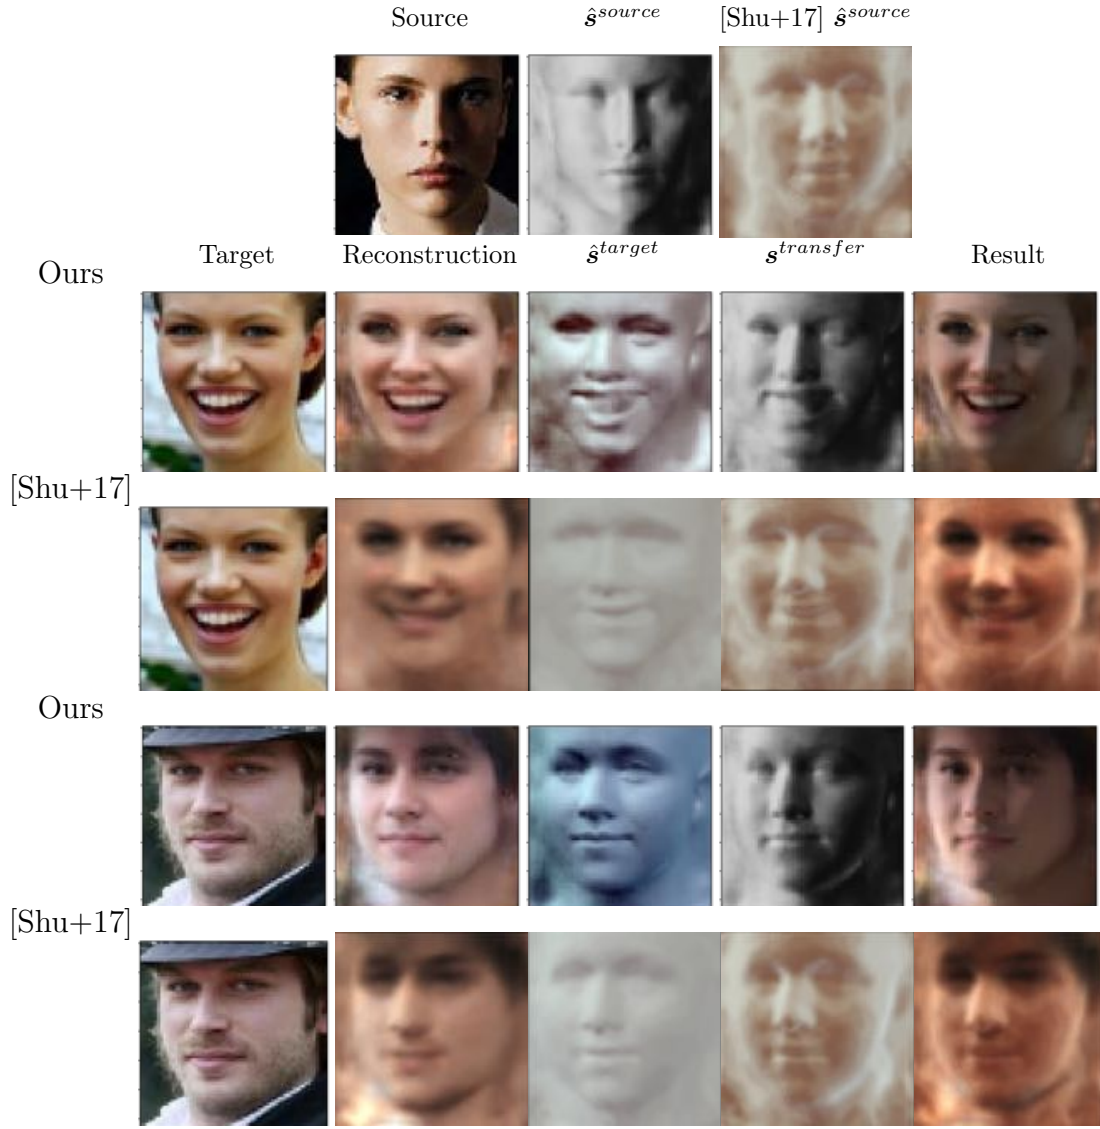 Source ŝ^source [Shu+17] ŝ^source
Target Reconstruction ŝ^target s^transfer Result
Ours
[Shu+17]
Ours
[Shu+17]